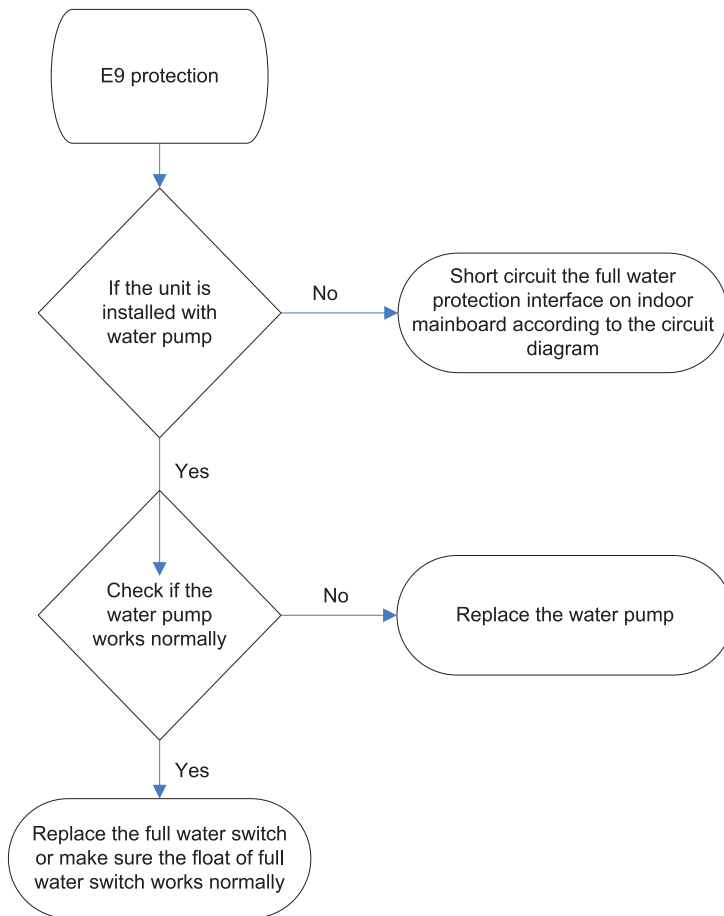 E9 protection
If the unit is
installed with
water pump
No
Short circuit the full water
protection interface on indoor
mainboard according to the circuit
diagram
Yes
Check if the
water pump
works normally
No
Replace the water pump
Yes
Replace the full water switch
or make sure the float of full
water switch works normally